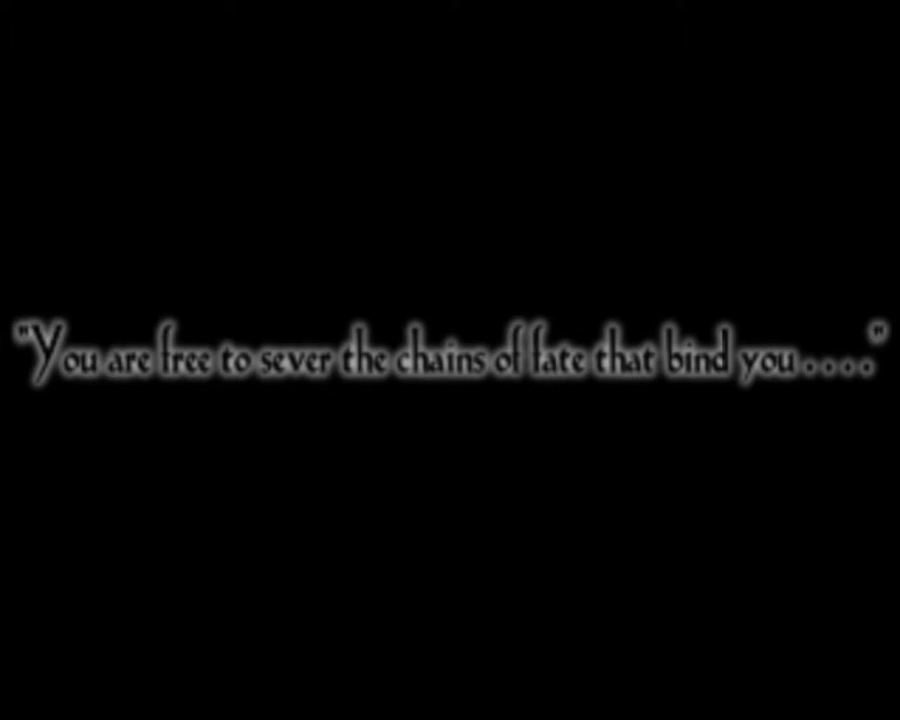 "You are free to sever the chains of fate that bind you . . . ."